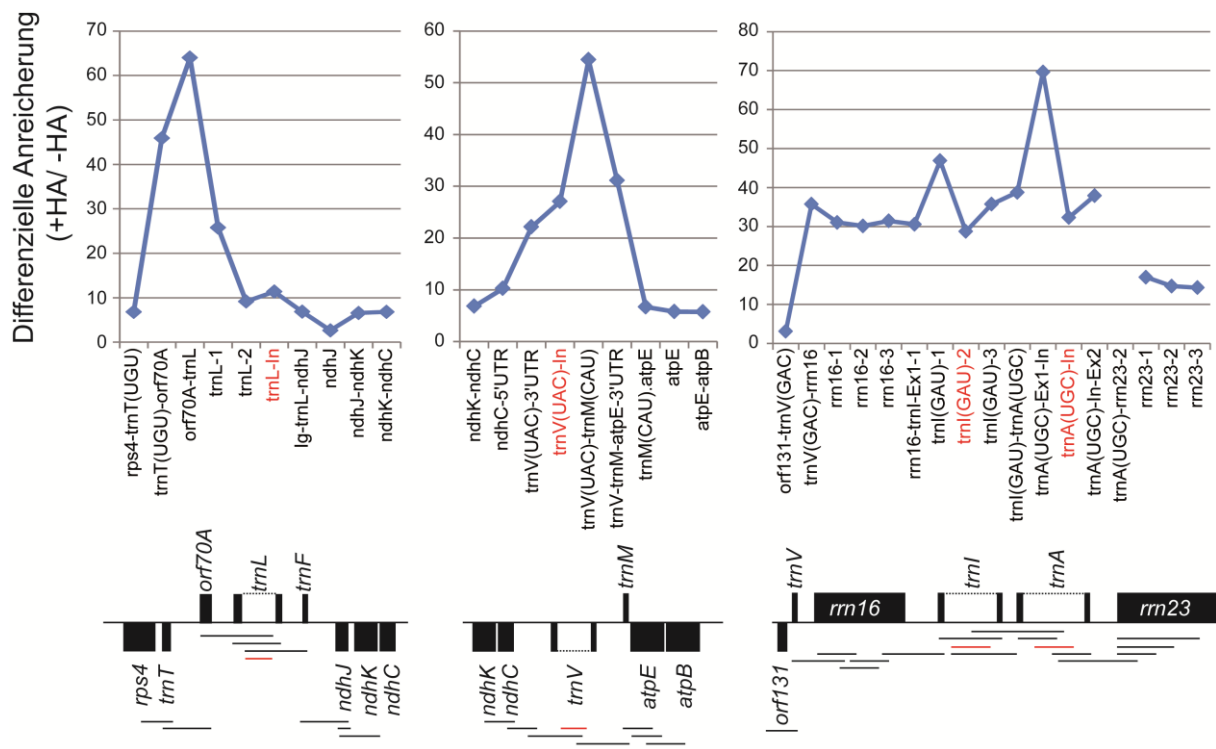 Differenzielle Anreicherung
(+HA/ -HA)
70
60
50
40
30
20
10
0
rps4-trnT(UGU)
trnT(UGU)-orf70A
orf70A-trnL
trnL-1
trnL-2
trnL-In
Ig-trnL-ndhJ
ndhJ
ndhJ-ndhK
ndhK-ndhC
60
50
40
30
20
10
0
ndhK-ndhC
ndhC-5'UTR
trnV(UAC)-3'UTR
trnV(UAC)-In
trnV(UAC)-trnM(CAU)
trnV-trnM-atpE-3'UTR
trnM(CAU).atpE
atpE
atpE-atpB
80
70
60
50
40
30
20
10
0
orf131-trnV(GAC)
trnV(GAC)-rrn16
rrn16-1
rrn16-2
rrn16-3
rrn16-trnI-Ex1-1
trnI(GAU)-1
trnI(GAU)-2
trnI(GAU)-3
trnI(GAU)-trnA(UGC)
trnA(UGC)-Ex1-In
trnA(UGC)-In
trnA(UGC)-In-Ex2
trnA(UGC)-rrn23-2
rrn23-1
rrn23-2
rrn23-3
orf70A
trnL
trnF
rps4
trnT
ndhJ
ndhK
ndhC
trnM
ndhK
ndhC
trnV
atpE
atpB
trnV
rrn16
trnI
trnA
rrn23
orf131